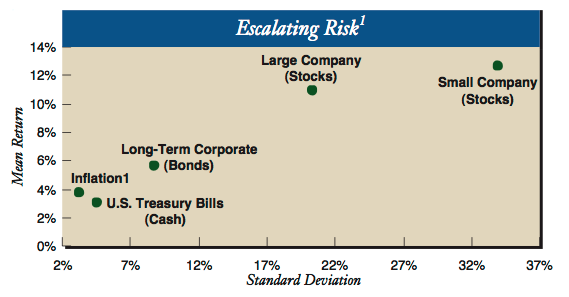 Escalating Risk1
14%
12%
10%
8%
6%
4%
2%
0%
Mean Return
Large Company
(Stocks)
Small Company
(Stocks)
Long-Term Corporate
(Bonds)
Inflation1
U.S. Treasury Bills
(Cash)
2% 7% 12% 17% 22% 27% 32% 37%
Standard Deviation